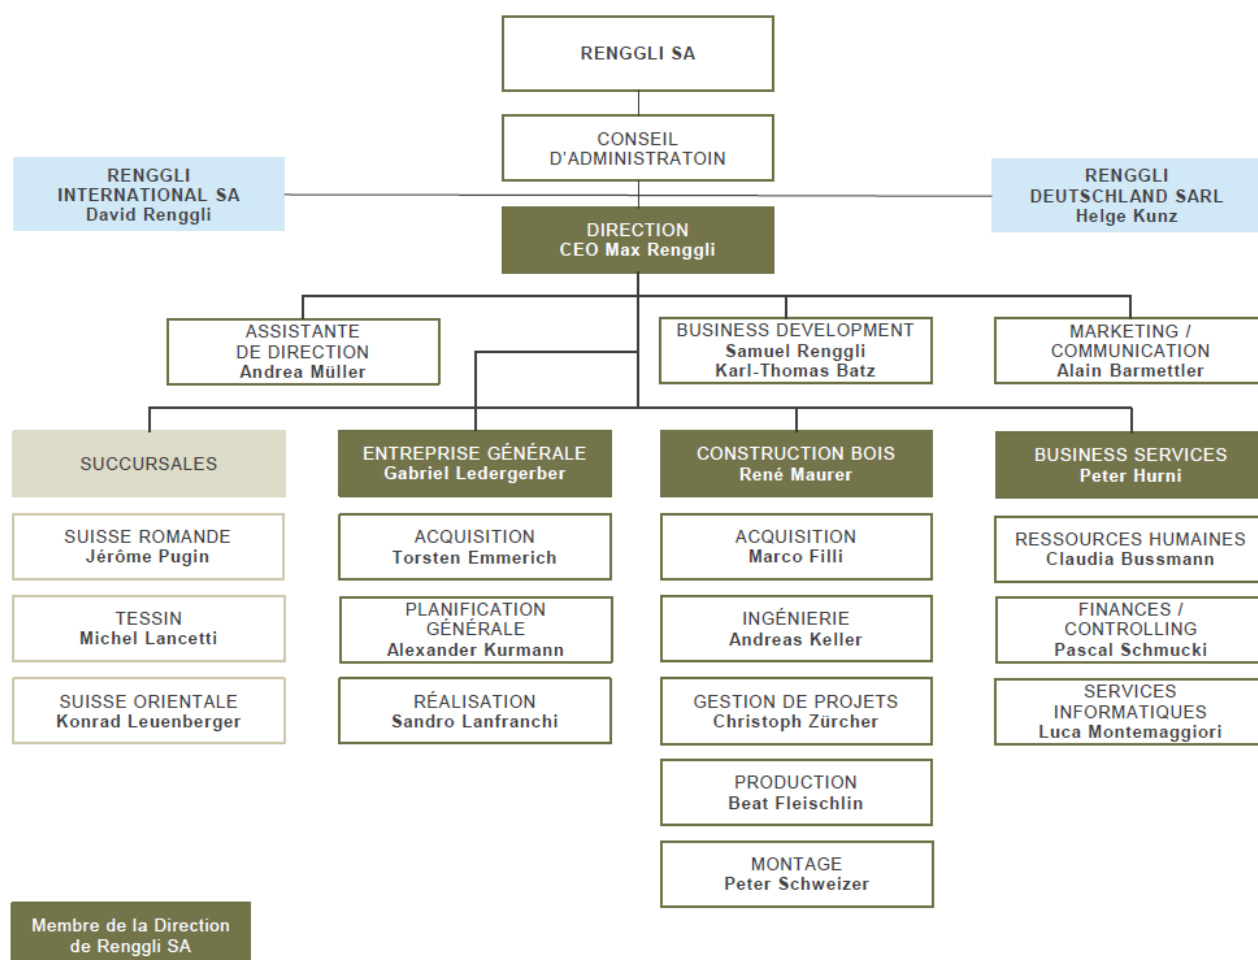 RENGGLI SA
CONSEIL
D'ADMINISTRATOIN
RENGGLI
INTERNATIONAL SA
David Renggli
RENGGLI
DEUTSCHLAND SARL
Helge Kunz
DIRECTION
CEO Max Renggli
ASSISTANTE
DE DIRECTION
Andrea Müller
BUSINESS DEVELOPMENT
Samuel Renggli
Karl-Thomas Batz
MARKETING /
COMMUNICATION
Alain Barmettler
SUCCURSALES
ENTREPRISE GÉNÉRALE
Gabriel Ledergerber
CONSTRUCTION BOIS
René Maurer
BUSINESS SERVICES
Peter Hurni
SUISSE ROMANDE
Jérôme Pugin
ACQUISITION
Torsten Emmerich
ACQUISITION
Marco Filli
RESSOURCES HUMAINES
Claudia Bussmann
TESSIN
Michel Lancetti
PLANIFICATION
GÉNÉRALE
Alexander Kurmann
INGÉNIERIE
Andreas Keller
FINANCES /
CONTROLLING
Pascal Schmucki
SUISSE ORIENTALE
Konrad Leuenberger
RÉALISATION
Sandro Lanfranchi
GESTION DE PROJETS
Christoph Zürcher
SERVICES
INFORMATIQUES
Luca Montemaggiori
PRODUCTION
Beat Fleischlin
MONTAGE
Peter Schweizer
Membre de la Direction
de Renggli SA